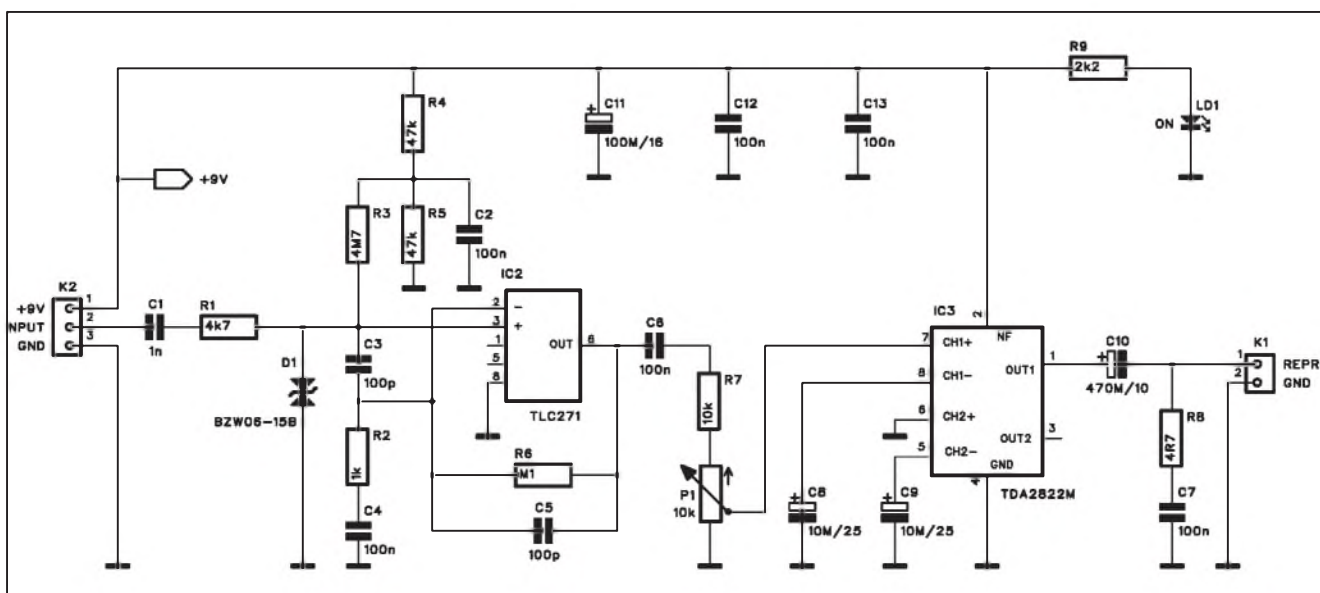 R9
2k2
LD1
ON
R4
47k
C11
+
100M/16
C12
100n
C13
100n
+9V
R3
4M7
R5
47k
C2
100n
K2
+9V 1
NPUT 2
GND 3
C1
1n
R1
4k7
D1
BZW06-15B
C3
100p
R2
1k
C4
100n
IC2
2 -
3 +
1
5
8
OUT 6
TLC271
R6
M1
C5
100p
C6
100n
R7
10k
P1
10k
IC3
2
NF
7 CH1+
8 CH1-
6 CH2+
5 CH2-
OUT1 1
OUT2 3
GND
4
TDA2822M
C8
+
10M/25
C9
+
10M/25
C10
+
470M/10
R8
4R7
C7
100n
K1
1 REPR
2 GND